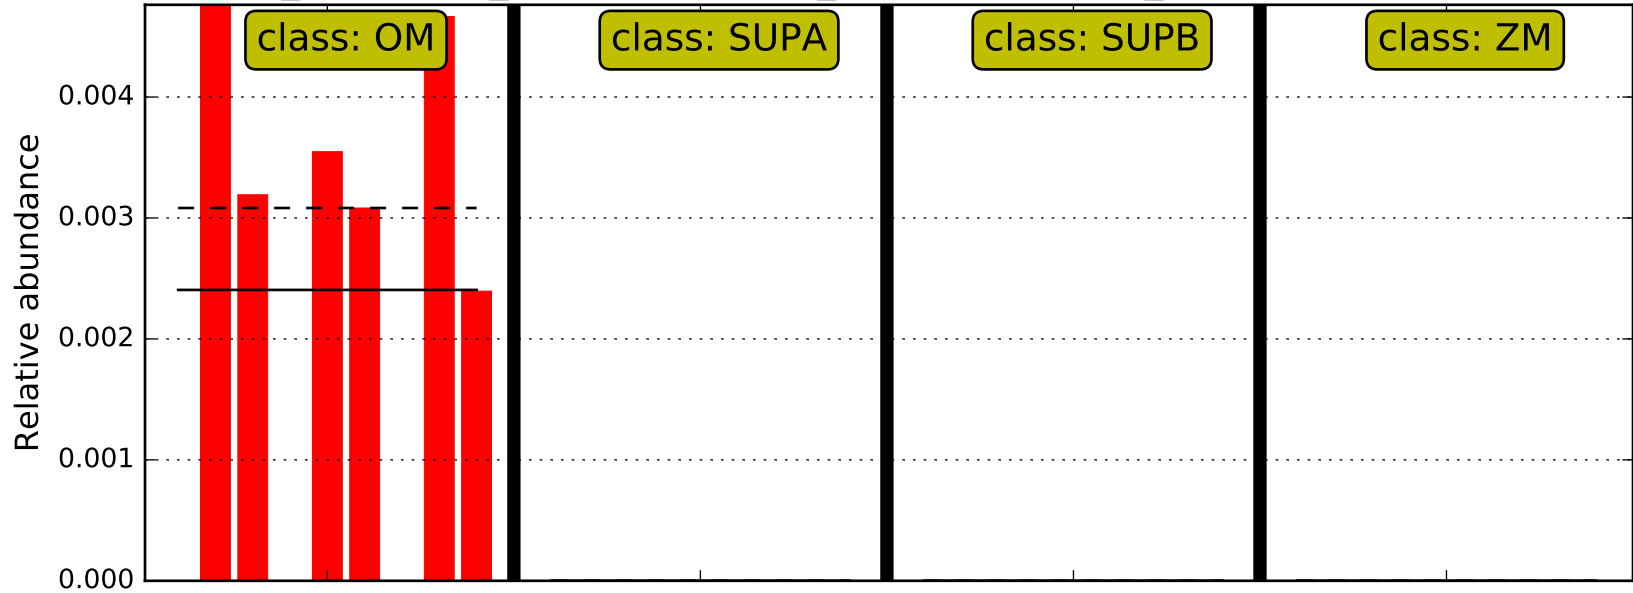 class: OM
class: SUPA
class: SUPB
class: ZM
0.004
0.003
0.002
0.001
0.000
Relative abundance